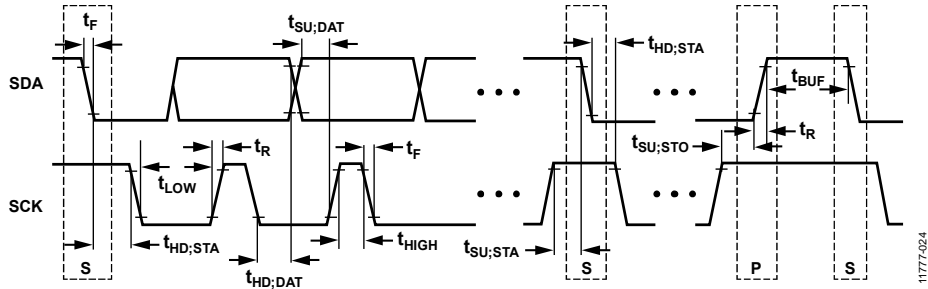 tF
tSU;DAT
tHD;STA
SDA
tBUF
tR
tF
tR
tSU;STO
tLOW
SCK
tHD;STA
tHIGH
tSU;STA
tHD;DAT
S
S
P
S
11777-024